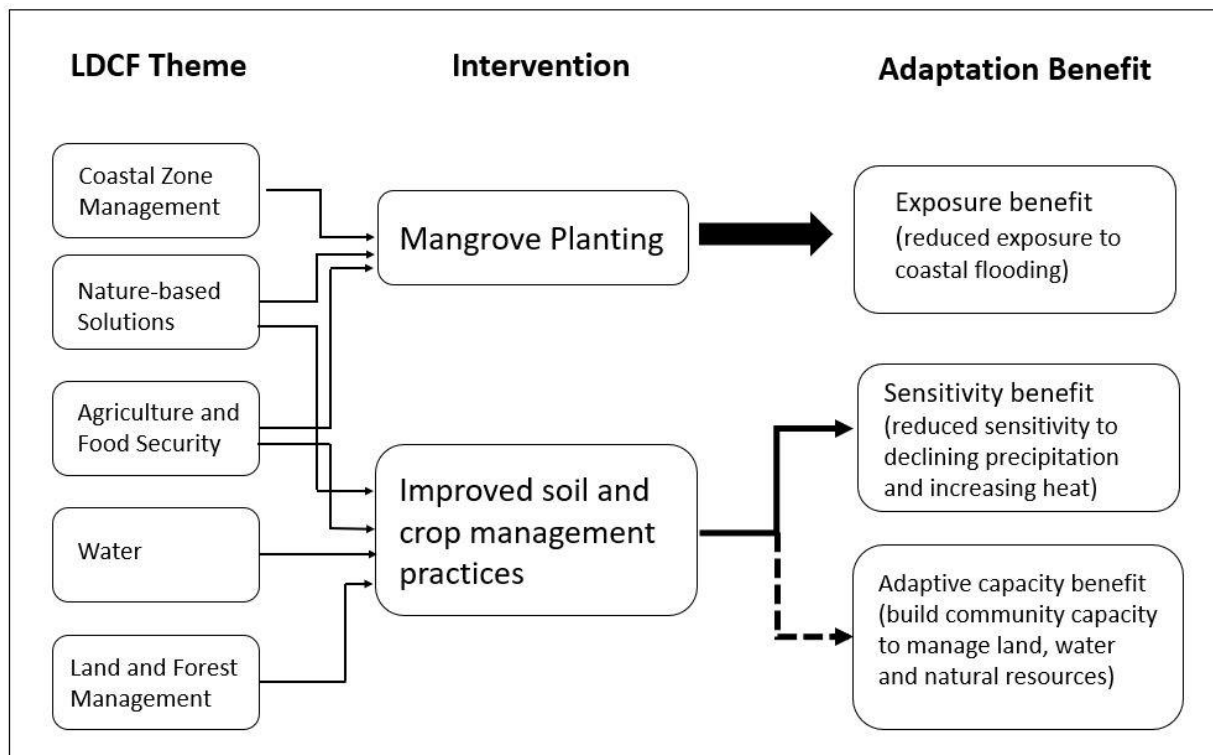 LDCF Theme
Intervention
Adaptation Benefit
Coastal Zone
Management
Nature-based
Solutions
Agriculture and
Food Security
Water
Land and Forest
Management
Mangrove Planting
Improved soil and
crop management
practices
Exposure benefit
(reduced exposure to
coastal flooding)
Sensitivity benefit
(reduced sensitivity to
declining precipitation
and increasing heat)
Adaptive capacity benefit
(build community capacity
to manage land, water
and natural resources)